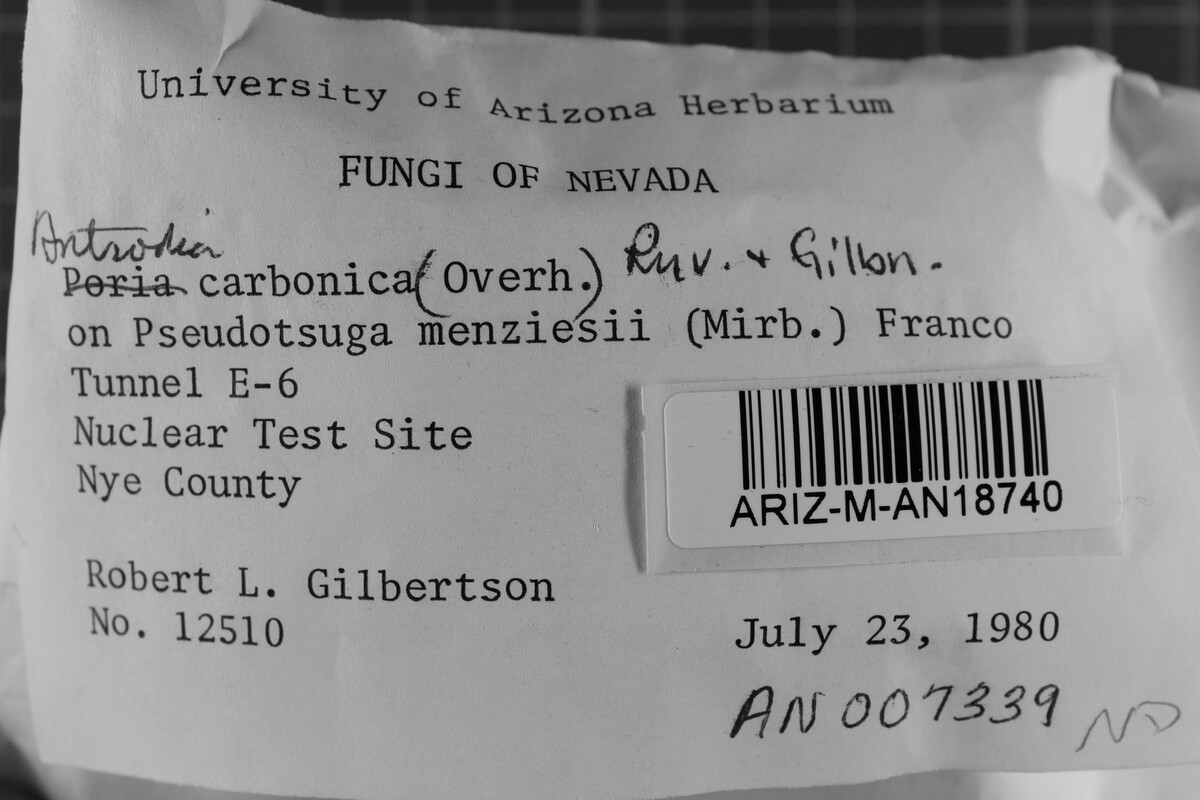 University of Arizona Herbarium
FUNGI OF NEVADA
Antrodia
Poria carbonica (Overh.) Ryv. + Gilbn.
on Pseudotsuga menziesii (Mirb.) Franco
Tunnel E-6
Nuclear Test Site
Nye County
ARIZ-M-AN18740
Robert L. Gilbertson
No. 12510
July 23, 1980
AN 007339 ND